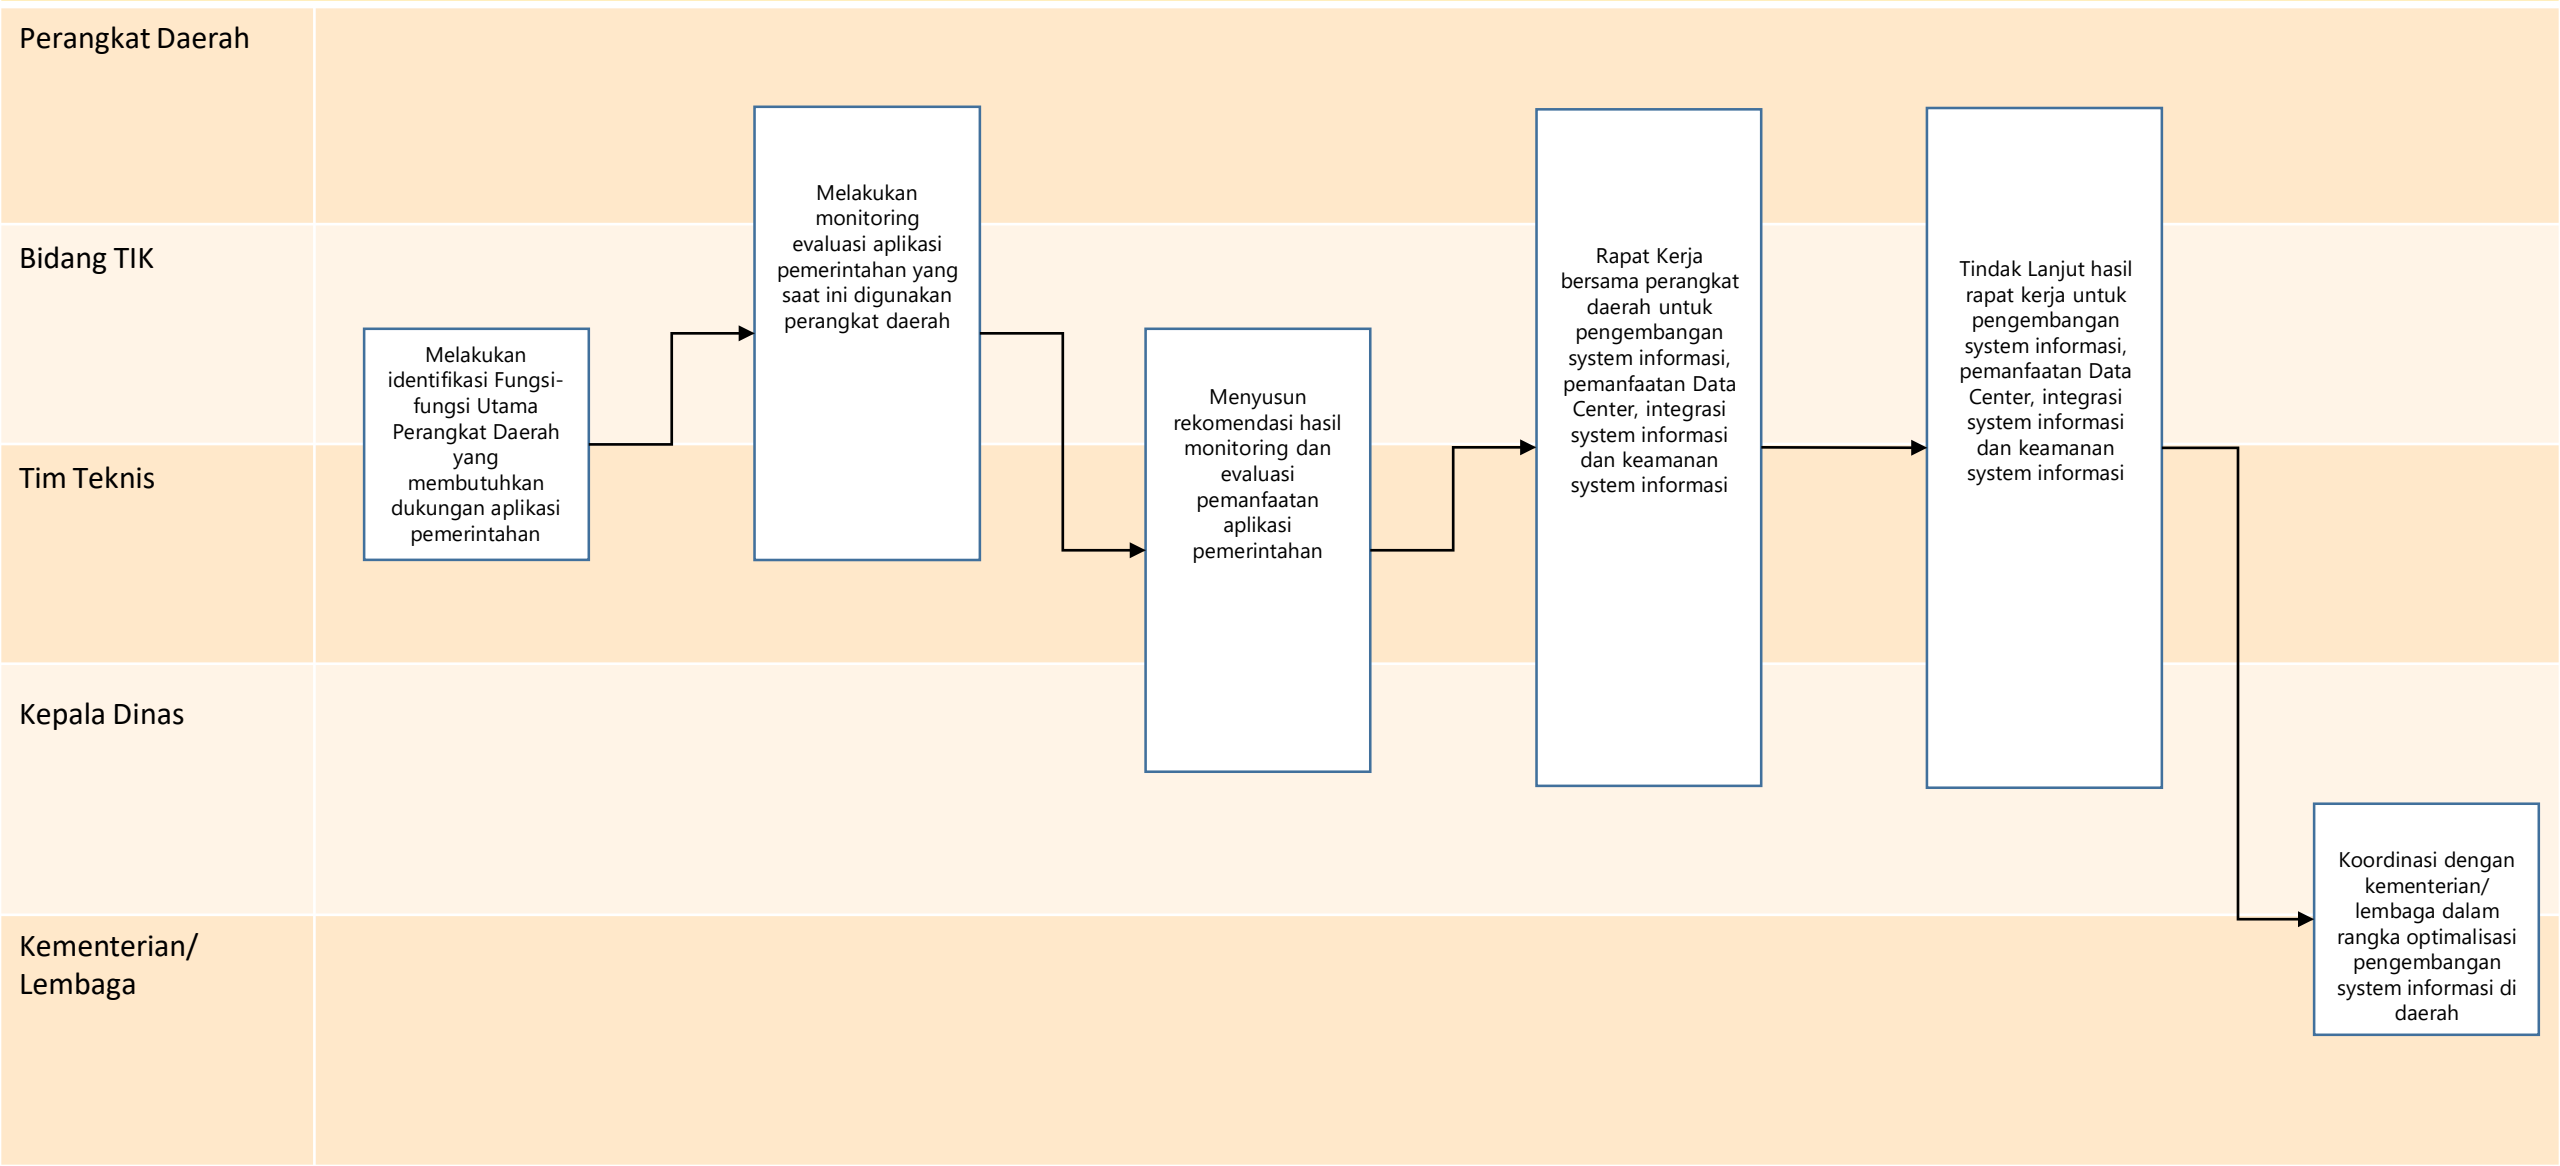 Perangkat Daerah
Bidang TIK
Tim Teknis
Kepala Dinas
Kementerian/
Lembaga
Melakukan
identifikasi Fungsi-
fungsi Utama
Perangkat Daerah
yang
membutuhkan
dukungan aplikasi
pemerintahan
Melakukan
monitoring
evaluasi aplikasi
pemerintahan yang
saat ini digunakan
perangkat daerah
Menyusun
rekomendasi hasil
monitoring dan
evaluasi
pemanfaatan
aplikasi
pemerintahan
Rapat Kerja
bersama perangkat
daerah untuk
pengembangan
system informasi,
pemanfaatan Data
Center, integrasi
system informasi
dan keamanan
system informasi
Tindak Lanjut hasil
rapat kerja untuk
pengembangan
system informasi,
pemanfaatan Data
Center, integrasi
system informasi
dan keamanan
system informasi
Koordinasi dengan
kementerian/
lembaga dalam
rangka optimalisasi
pengembangan
system informasi di
daerah